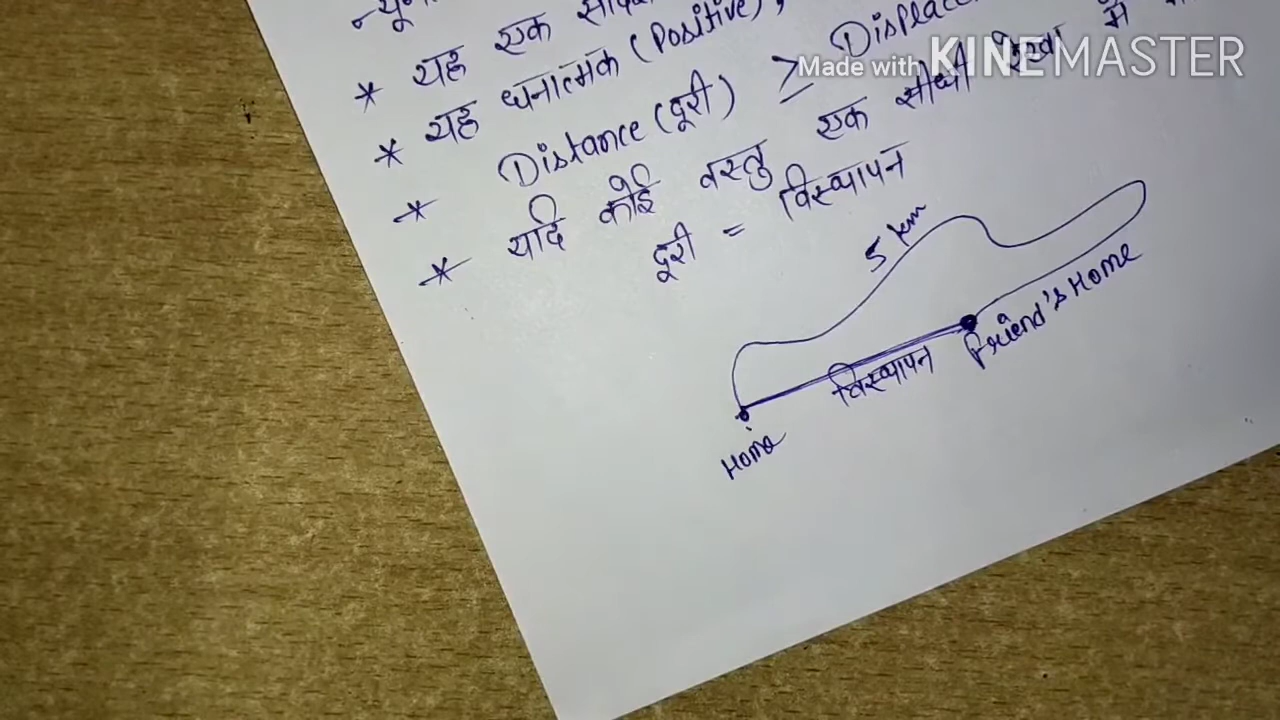 * यह एक
* यह धनात्मक (Positive),
* Distance (दूरी) ≥
* यदि कोई वस्तु एक सीधी रेखा में
दूरी = विस्थापन
5 km
विस्थापन
Friend's Home
Home
Made with KINEMASTER